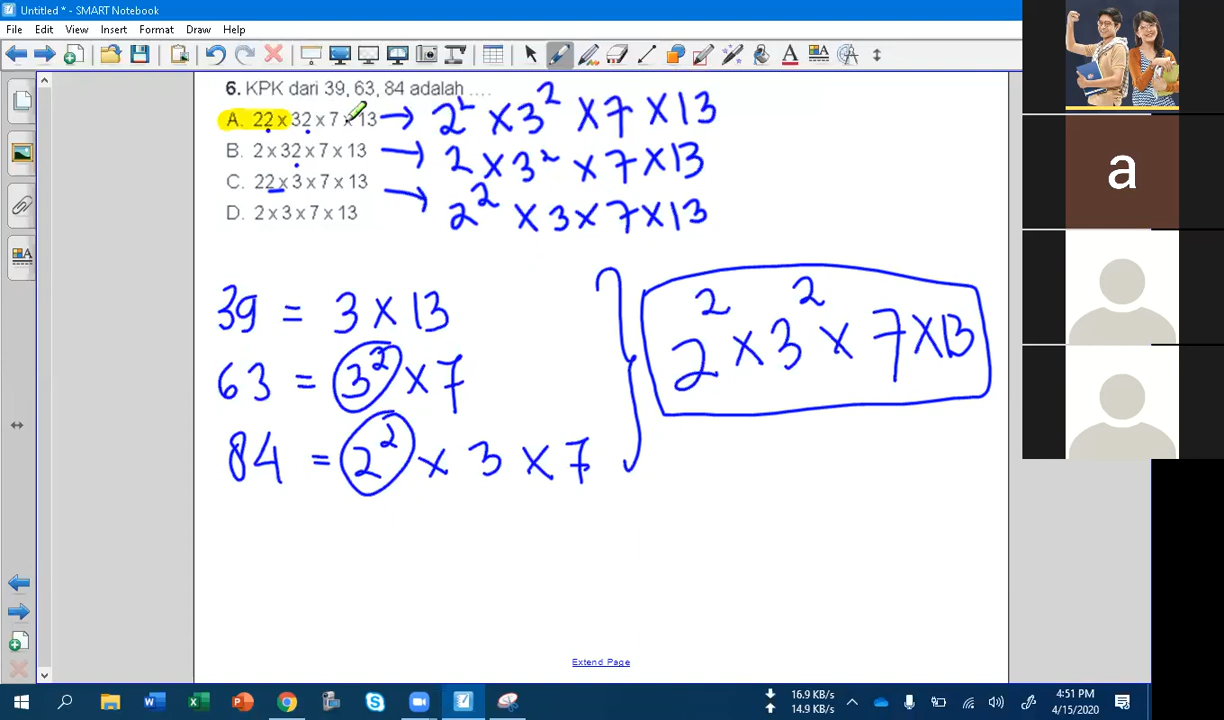 Untitled * - SMART Notebook
File Edit View Insert Format Draw Help
6. KPK dari 39, 63, 84 adalah ....
A. 22 x 32 x 7 x 13 → 2² × 3² × 7 × 13
B. 2 x 32 x 7 x 13 → 2 × 3² × 7 × 13
C. 22 x 3 x 7 x 13 → 2² × 3 × 7 × 13
D. 2 x 3 x 7 x 13
39 = 3 × 13
63 = 3² × 7
84 = 2² × 3 × 7
2² × 3² × 7 × 13
a
Extend Page
16.9 KB/s
14.9 KB/s
4:51 PM
4/15/2020